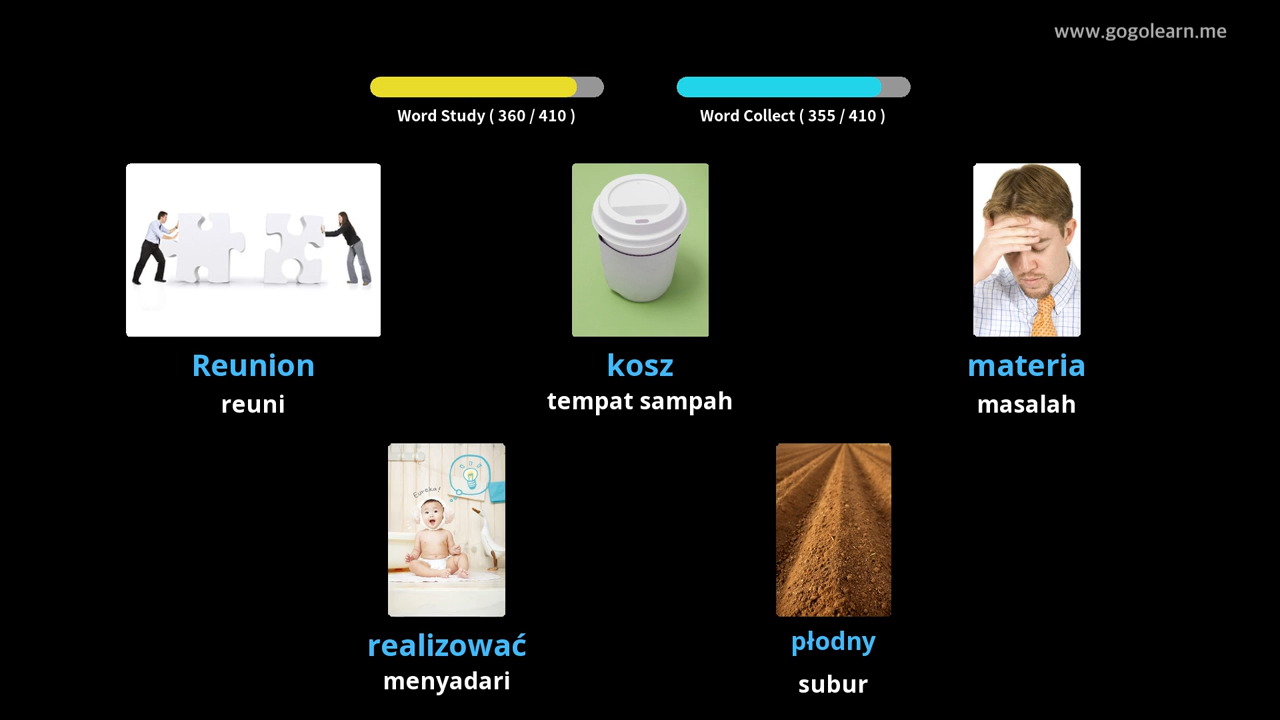 www.gogolearn.me
Word Study ( 360 / 410 )
Word Collect ( 355 / 410 )
Reunion
reuni
kosz
tempat sampah
materia
masalah
Eureka!
realizować
menyadari
płodny
subur